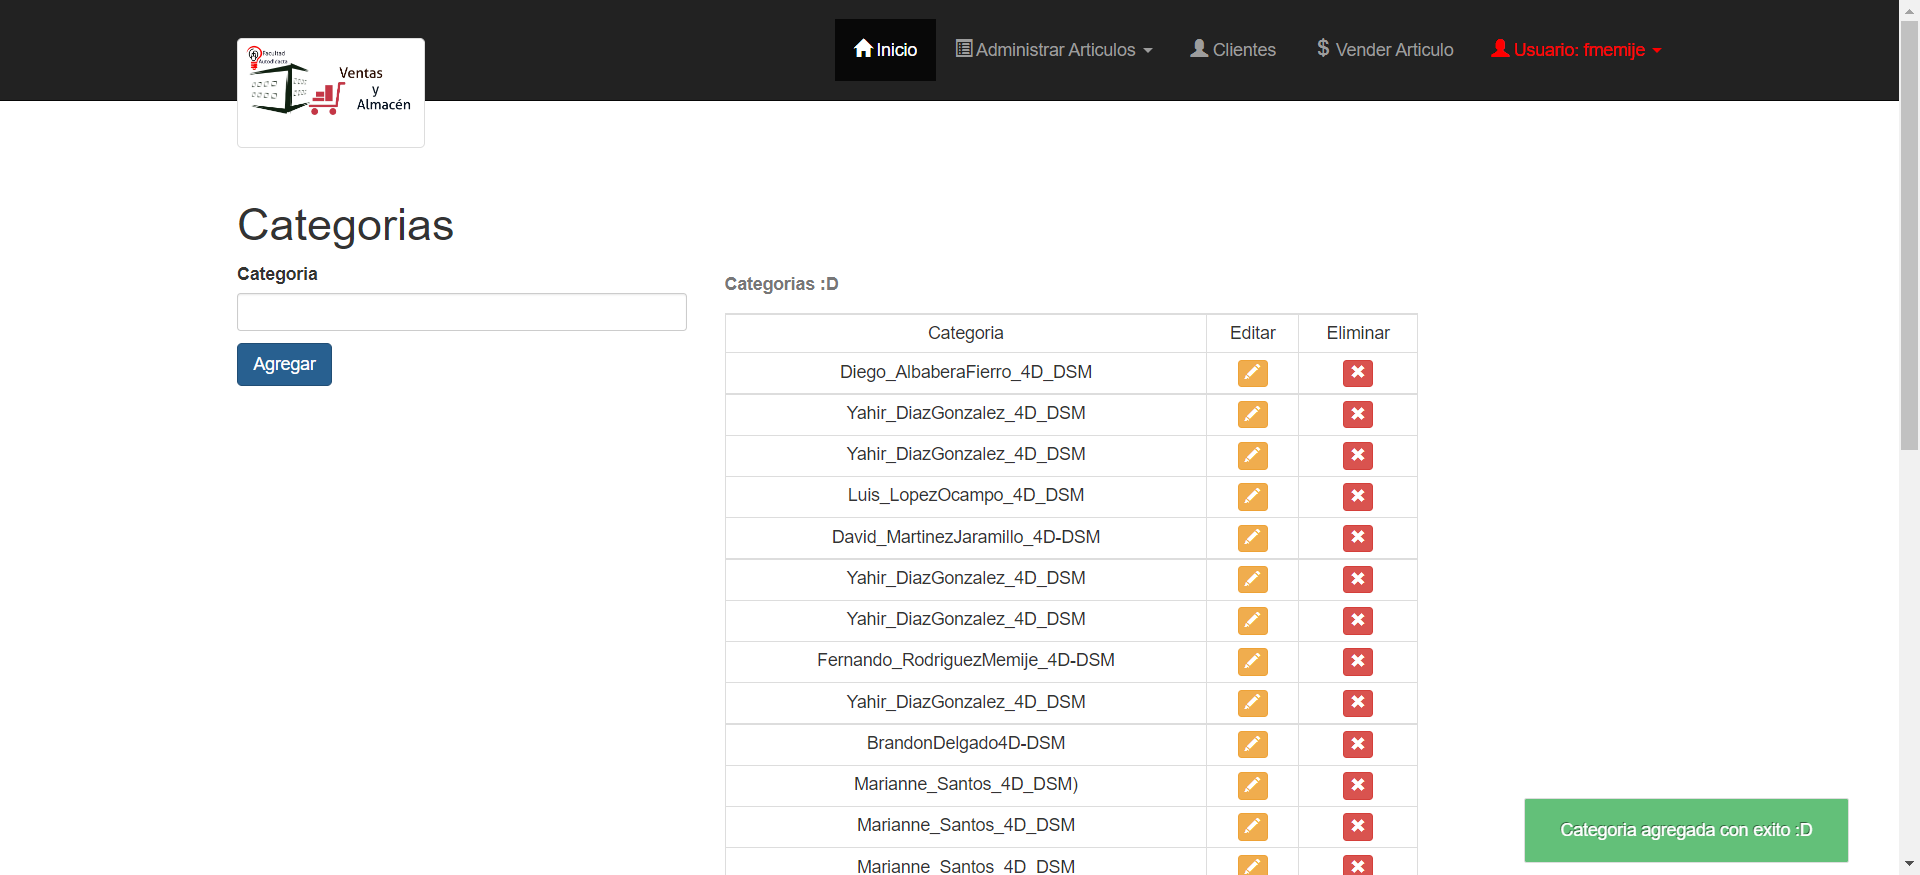 Facultad
Autodidacta
Ventas
y
Almacén
Inicio
Administrar Articulos
Clientes
$ Vender Articulo
Usuario: fmemije
Categorias
Categoria
Agregar
Categorias :D
Categoria Editar Eliminar
Diego_AlbaberaFierro_4D_DSM
Yahir_DiazGonzalez_4D_DSM
Yahir_DiazGonzalez_4D_DSM
Luis_LopezOcampo_4D_DSM
David_MartinezJaramillo_4D-DSM
Yahir_DiazGonzalez_4D_DSM
Yahir_DiazGonzalez_4D_DSM
Fernando_RodriguezMemije_4D-DSM
Yahir_DiazGonzalez_4D_DSM
BrandonDelgado4D-DSM
Marianne_Santos_4D_DSM)
Marianne_Santos_4D_DSM
Marianne_Santos_4D_DSM
Categoria agregada con exito :D